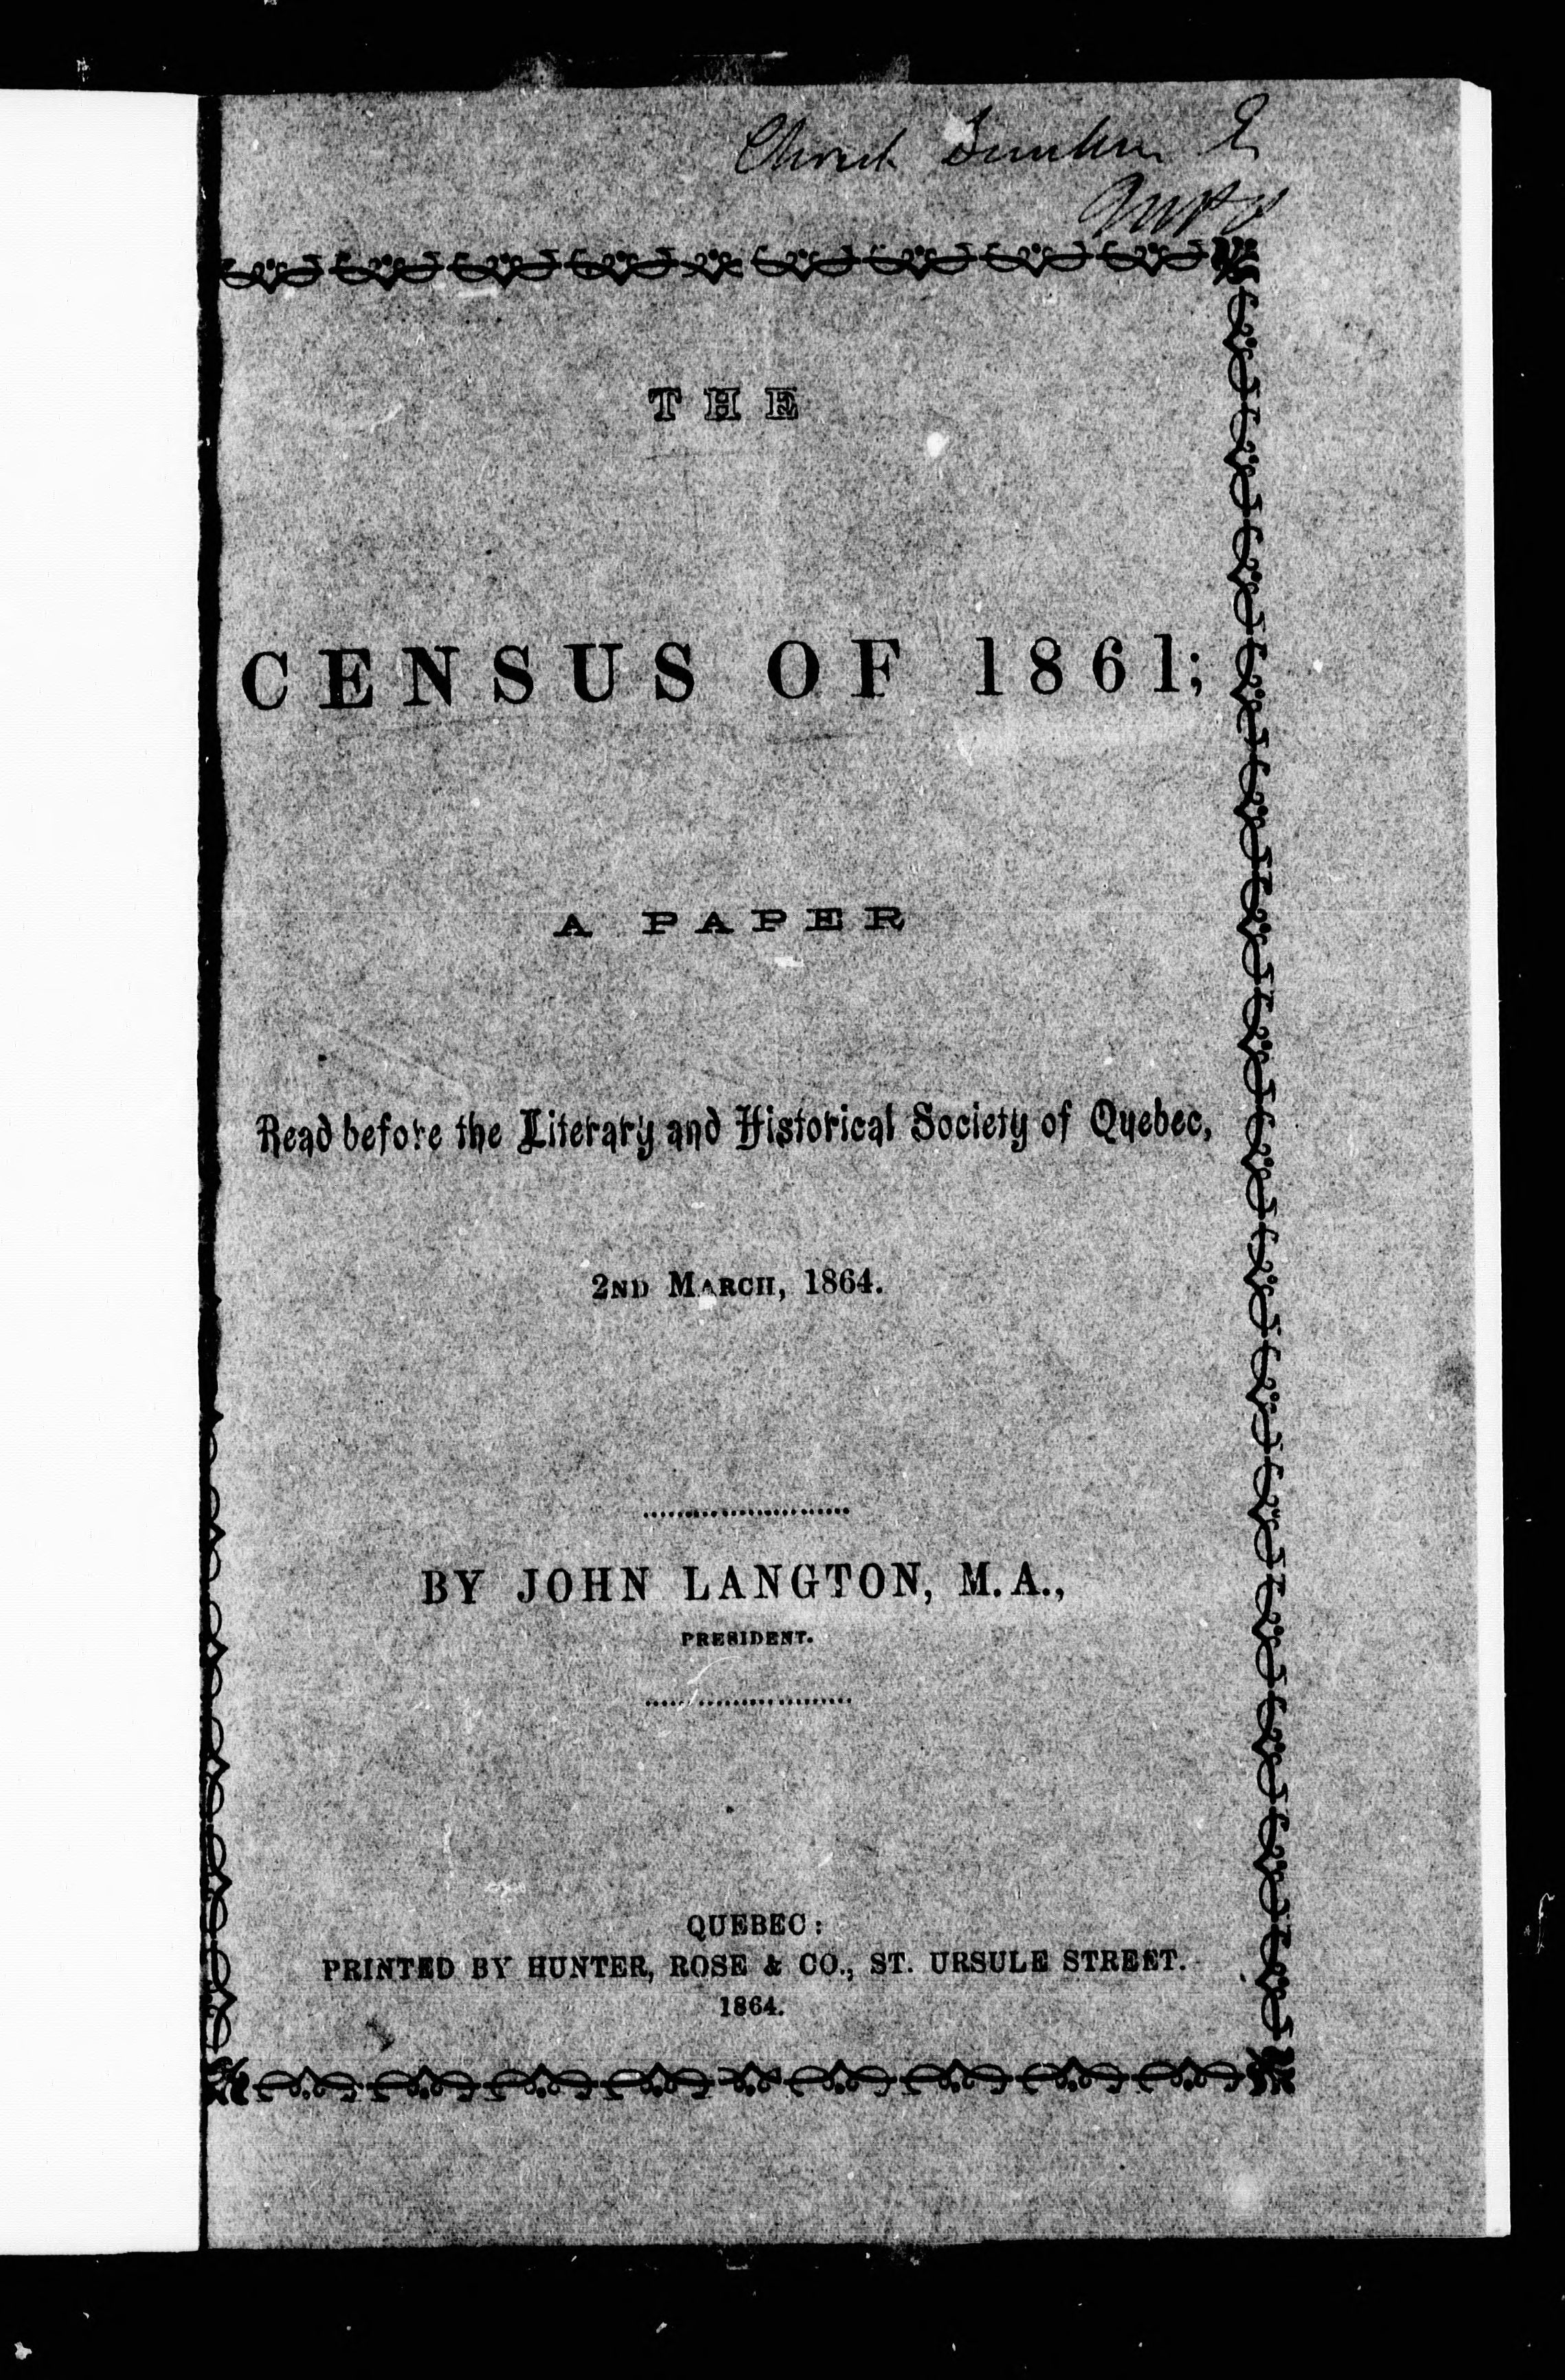 THE
CENSUS OF 1861;
A PAPER
Read before the Literary and Historical Society of Quebec,
2ND MARCH, 1864.
BY JOHN LANGTON, M.A.,
PRESIDENT.
QUEBEC:
PRINTED BY HUNTER, ROSE & CO., ST. URSULE STREET.
1864.